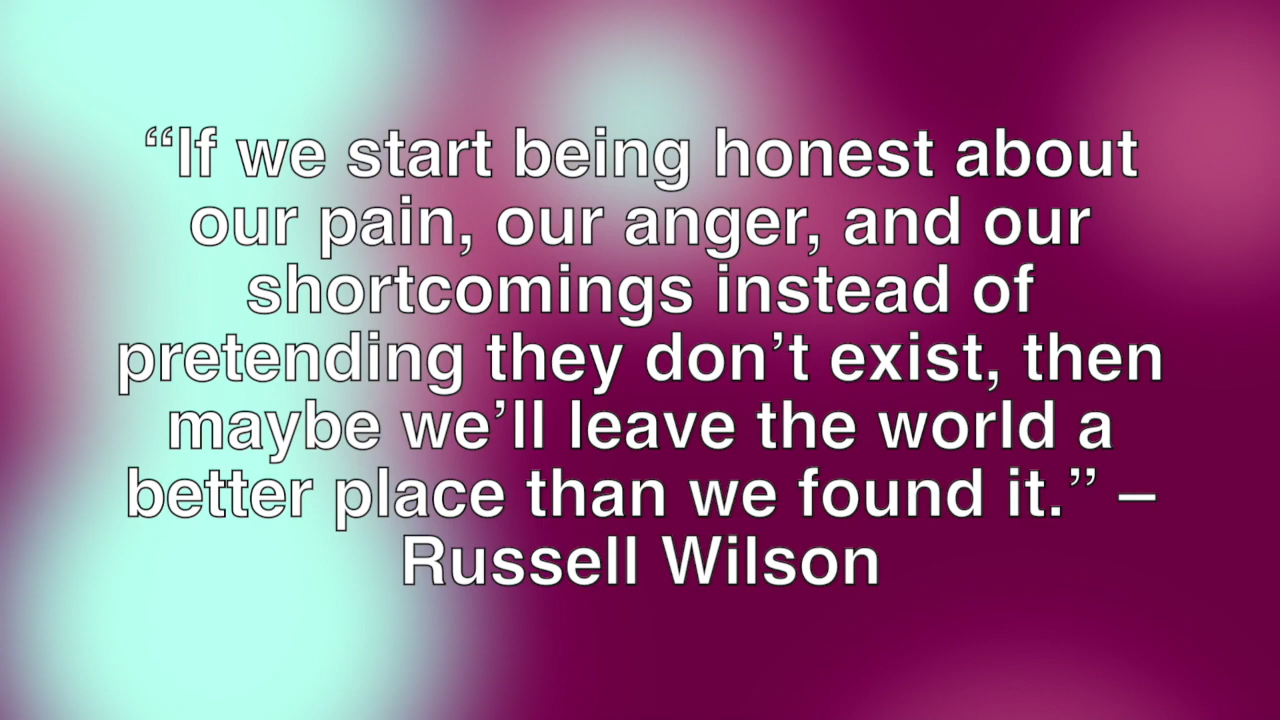 “If we start being honest about
our pain, our anger, and our
shortcomings instead of
pretending they don’t exist, then
maybe we’ll leave the world a
better place than we found it.” –
Russell Wilson